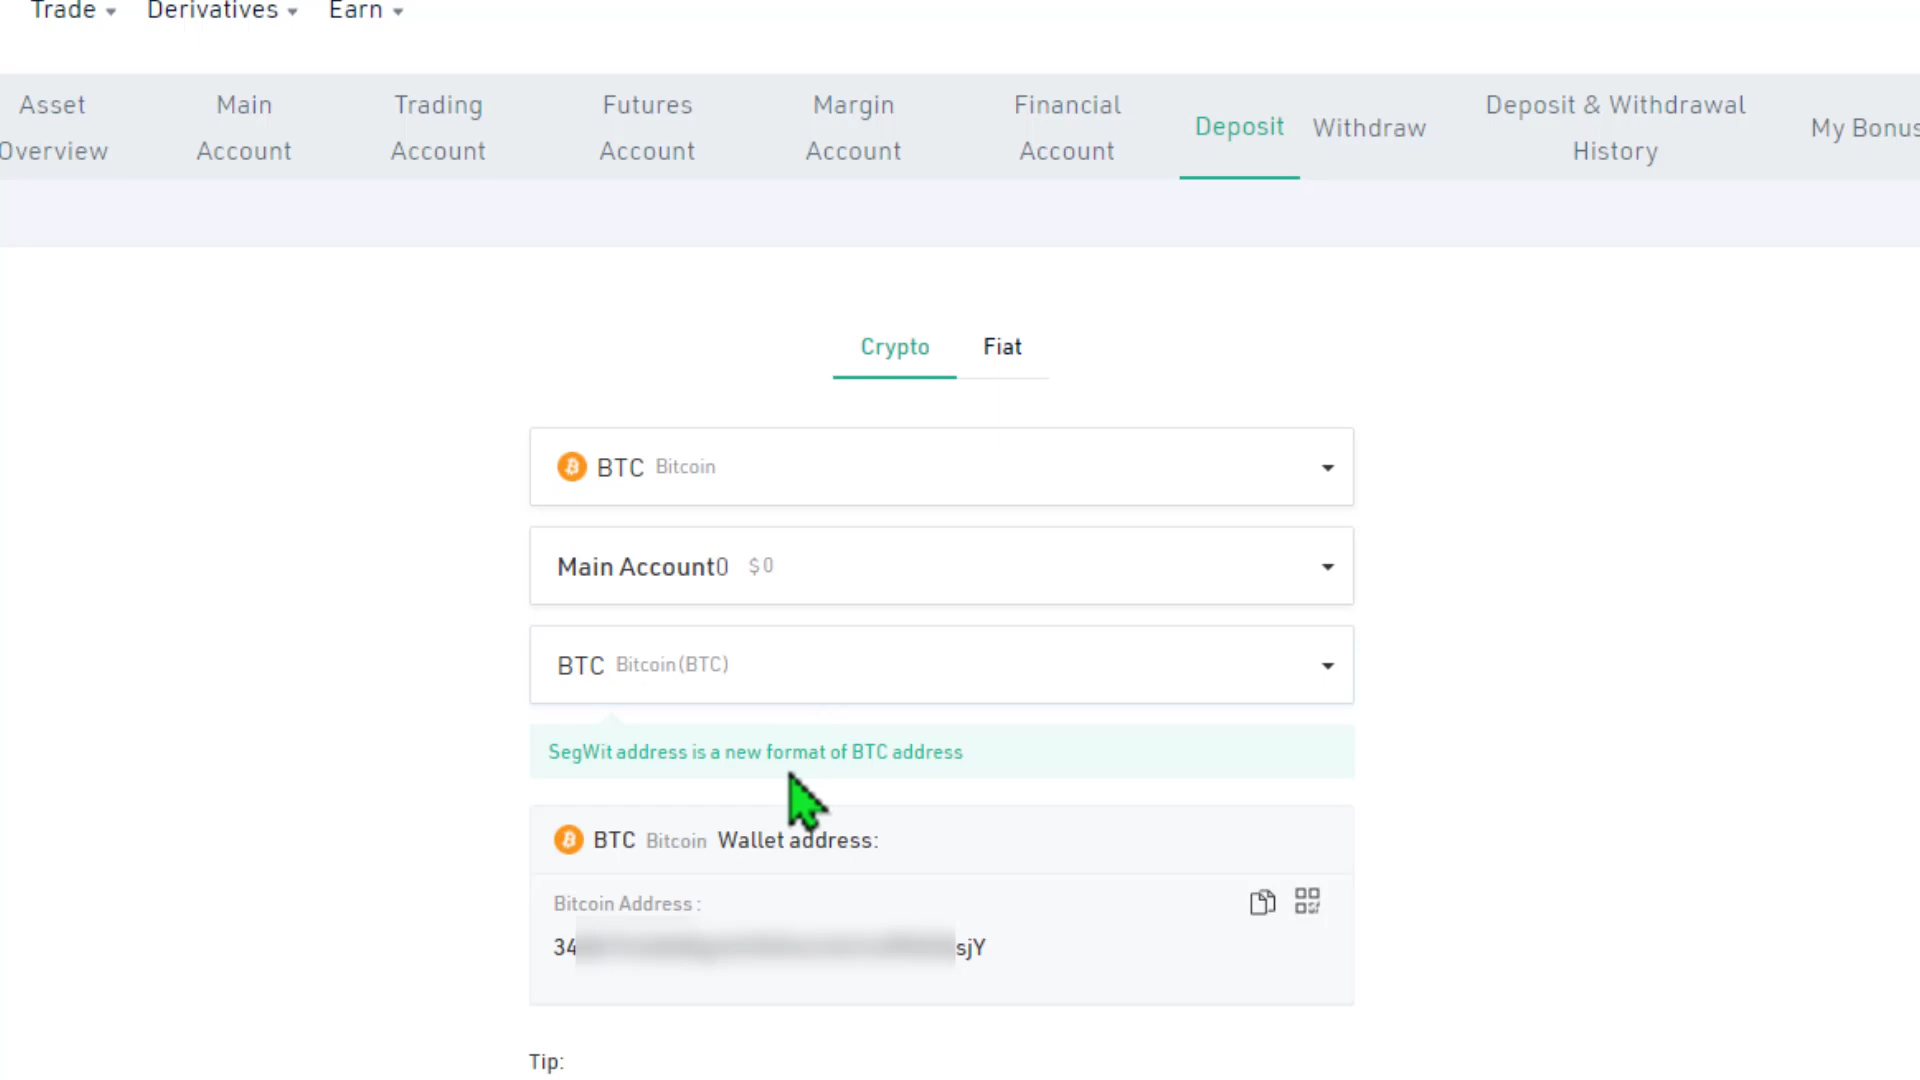 Trade Derivatives Earn
Asset Overview
Main Account
Trading Account
Futures Account
Margin Account
Financial Account
Deposit
Withdraw
Deposit & Withdrawal History
My Bonus
Crypto Fiat
BTC Bitcoin
Main Account0 $0
BTC Bitcoin(BTC)
SegWit address is a new format of BTC address
BTC Bitcoin Wallet address:
Bitcoin Address :
34 sjY
Tip: